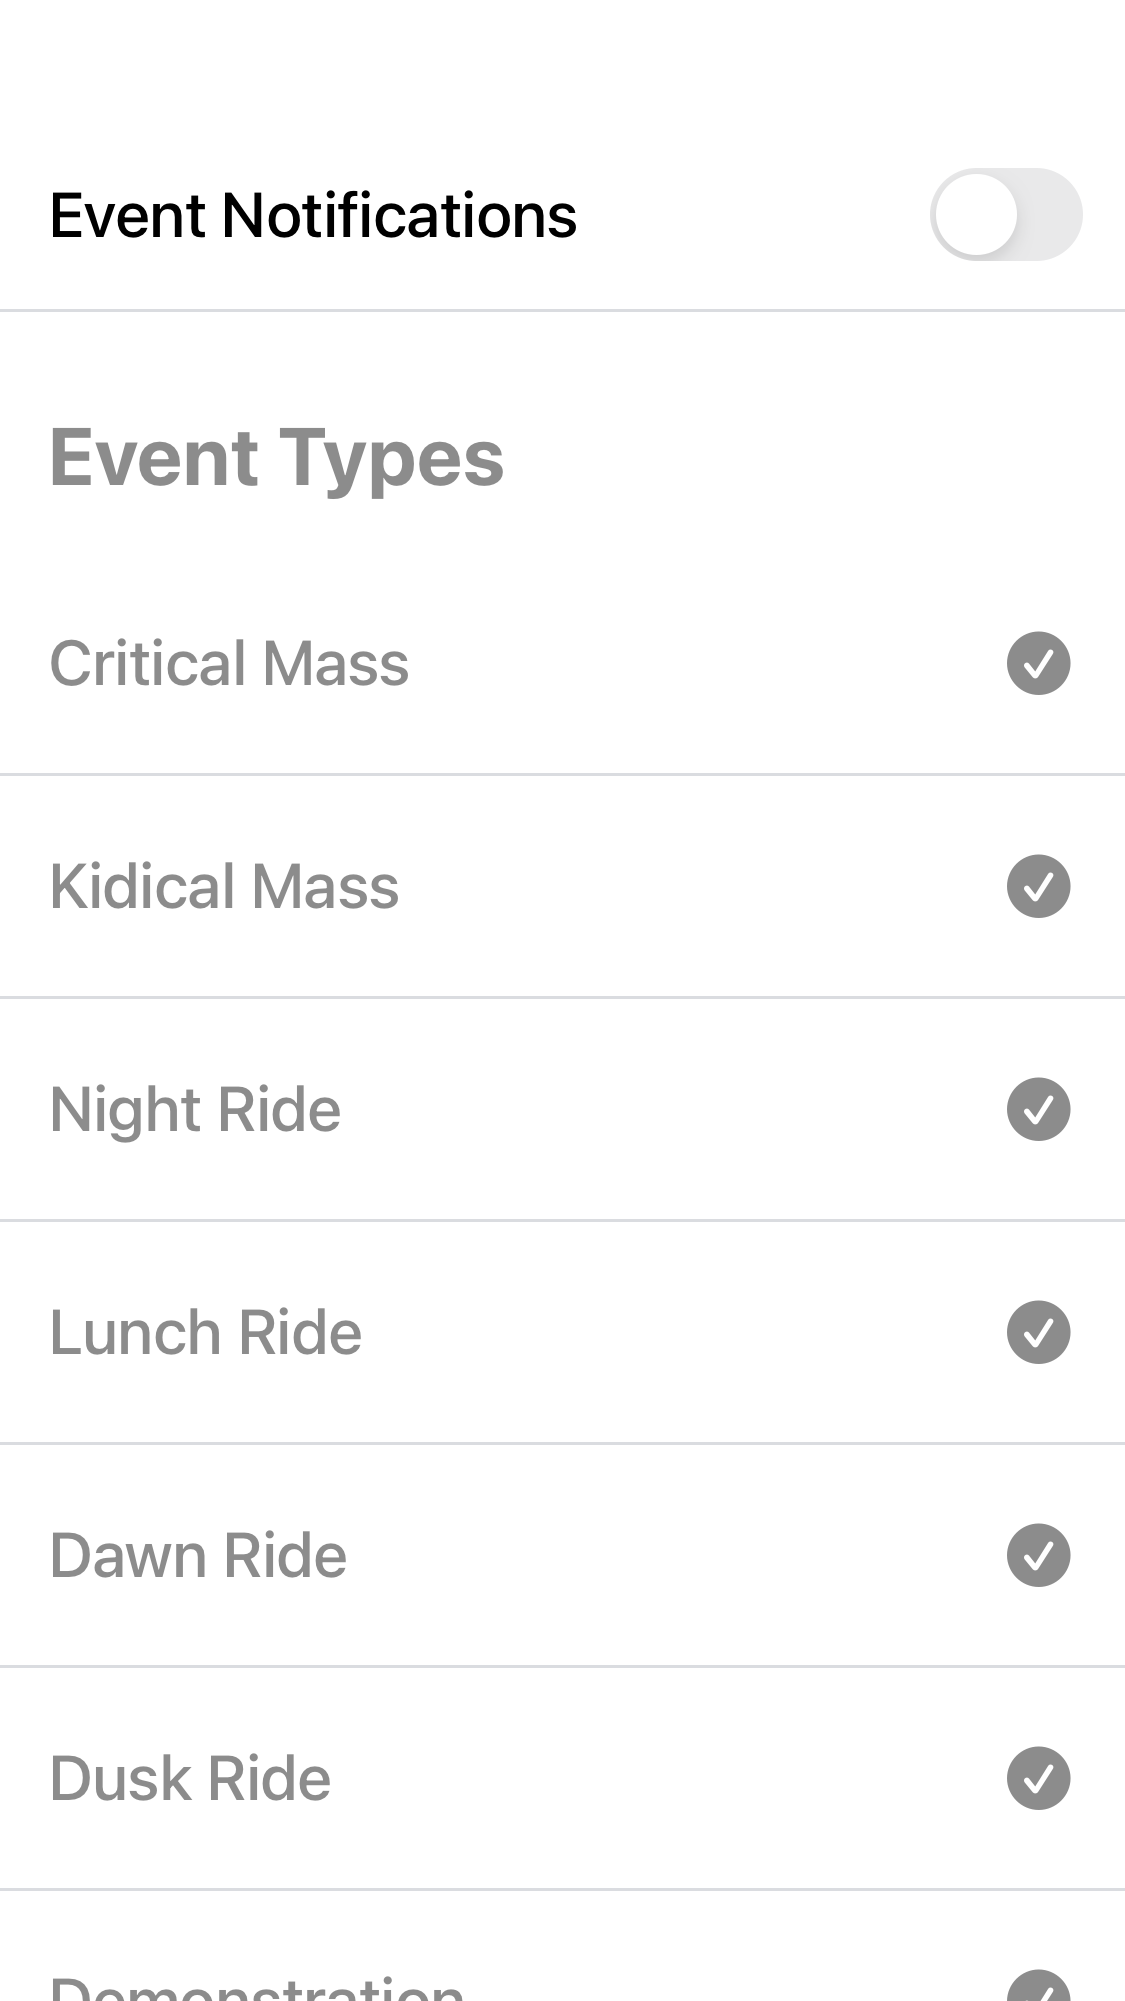 Event Notifications
Event Types
Critical Mass
Kidical Mass
Night Ride
Lunch Ride
Dawn Ride
Dusk Ride
Demonstration